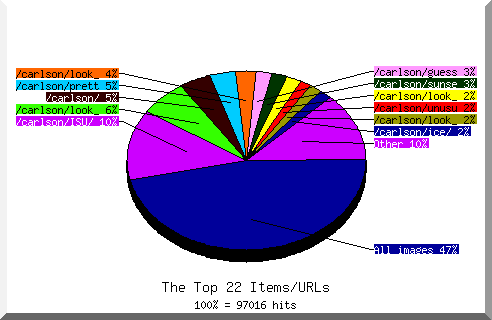 /carlson/look_ 4%
/carlson/prett 5%
/carlson/ 5%
/carlson/look_ 6%
/carlson/ISU/ 10%
/carlson/guess 3%
/carlson/sunse 3%
/carlson/look_ 2%
/carlson/unusu 2%
/carlson/look_ 2%
/carlson/ice/ 2%
Other 10%
All images 47%
The Top 22 Items/URLs
100% = 97016 hits